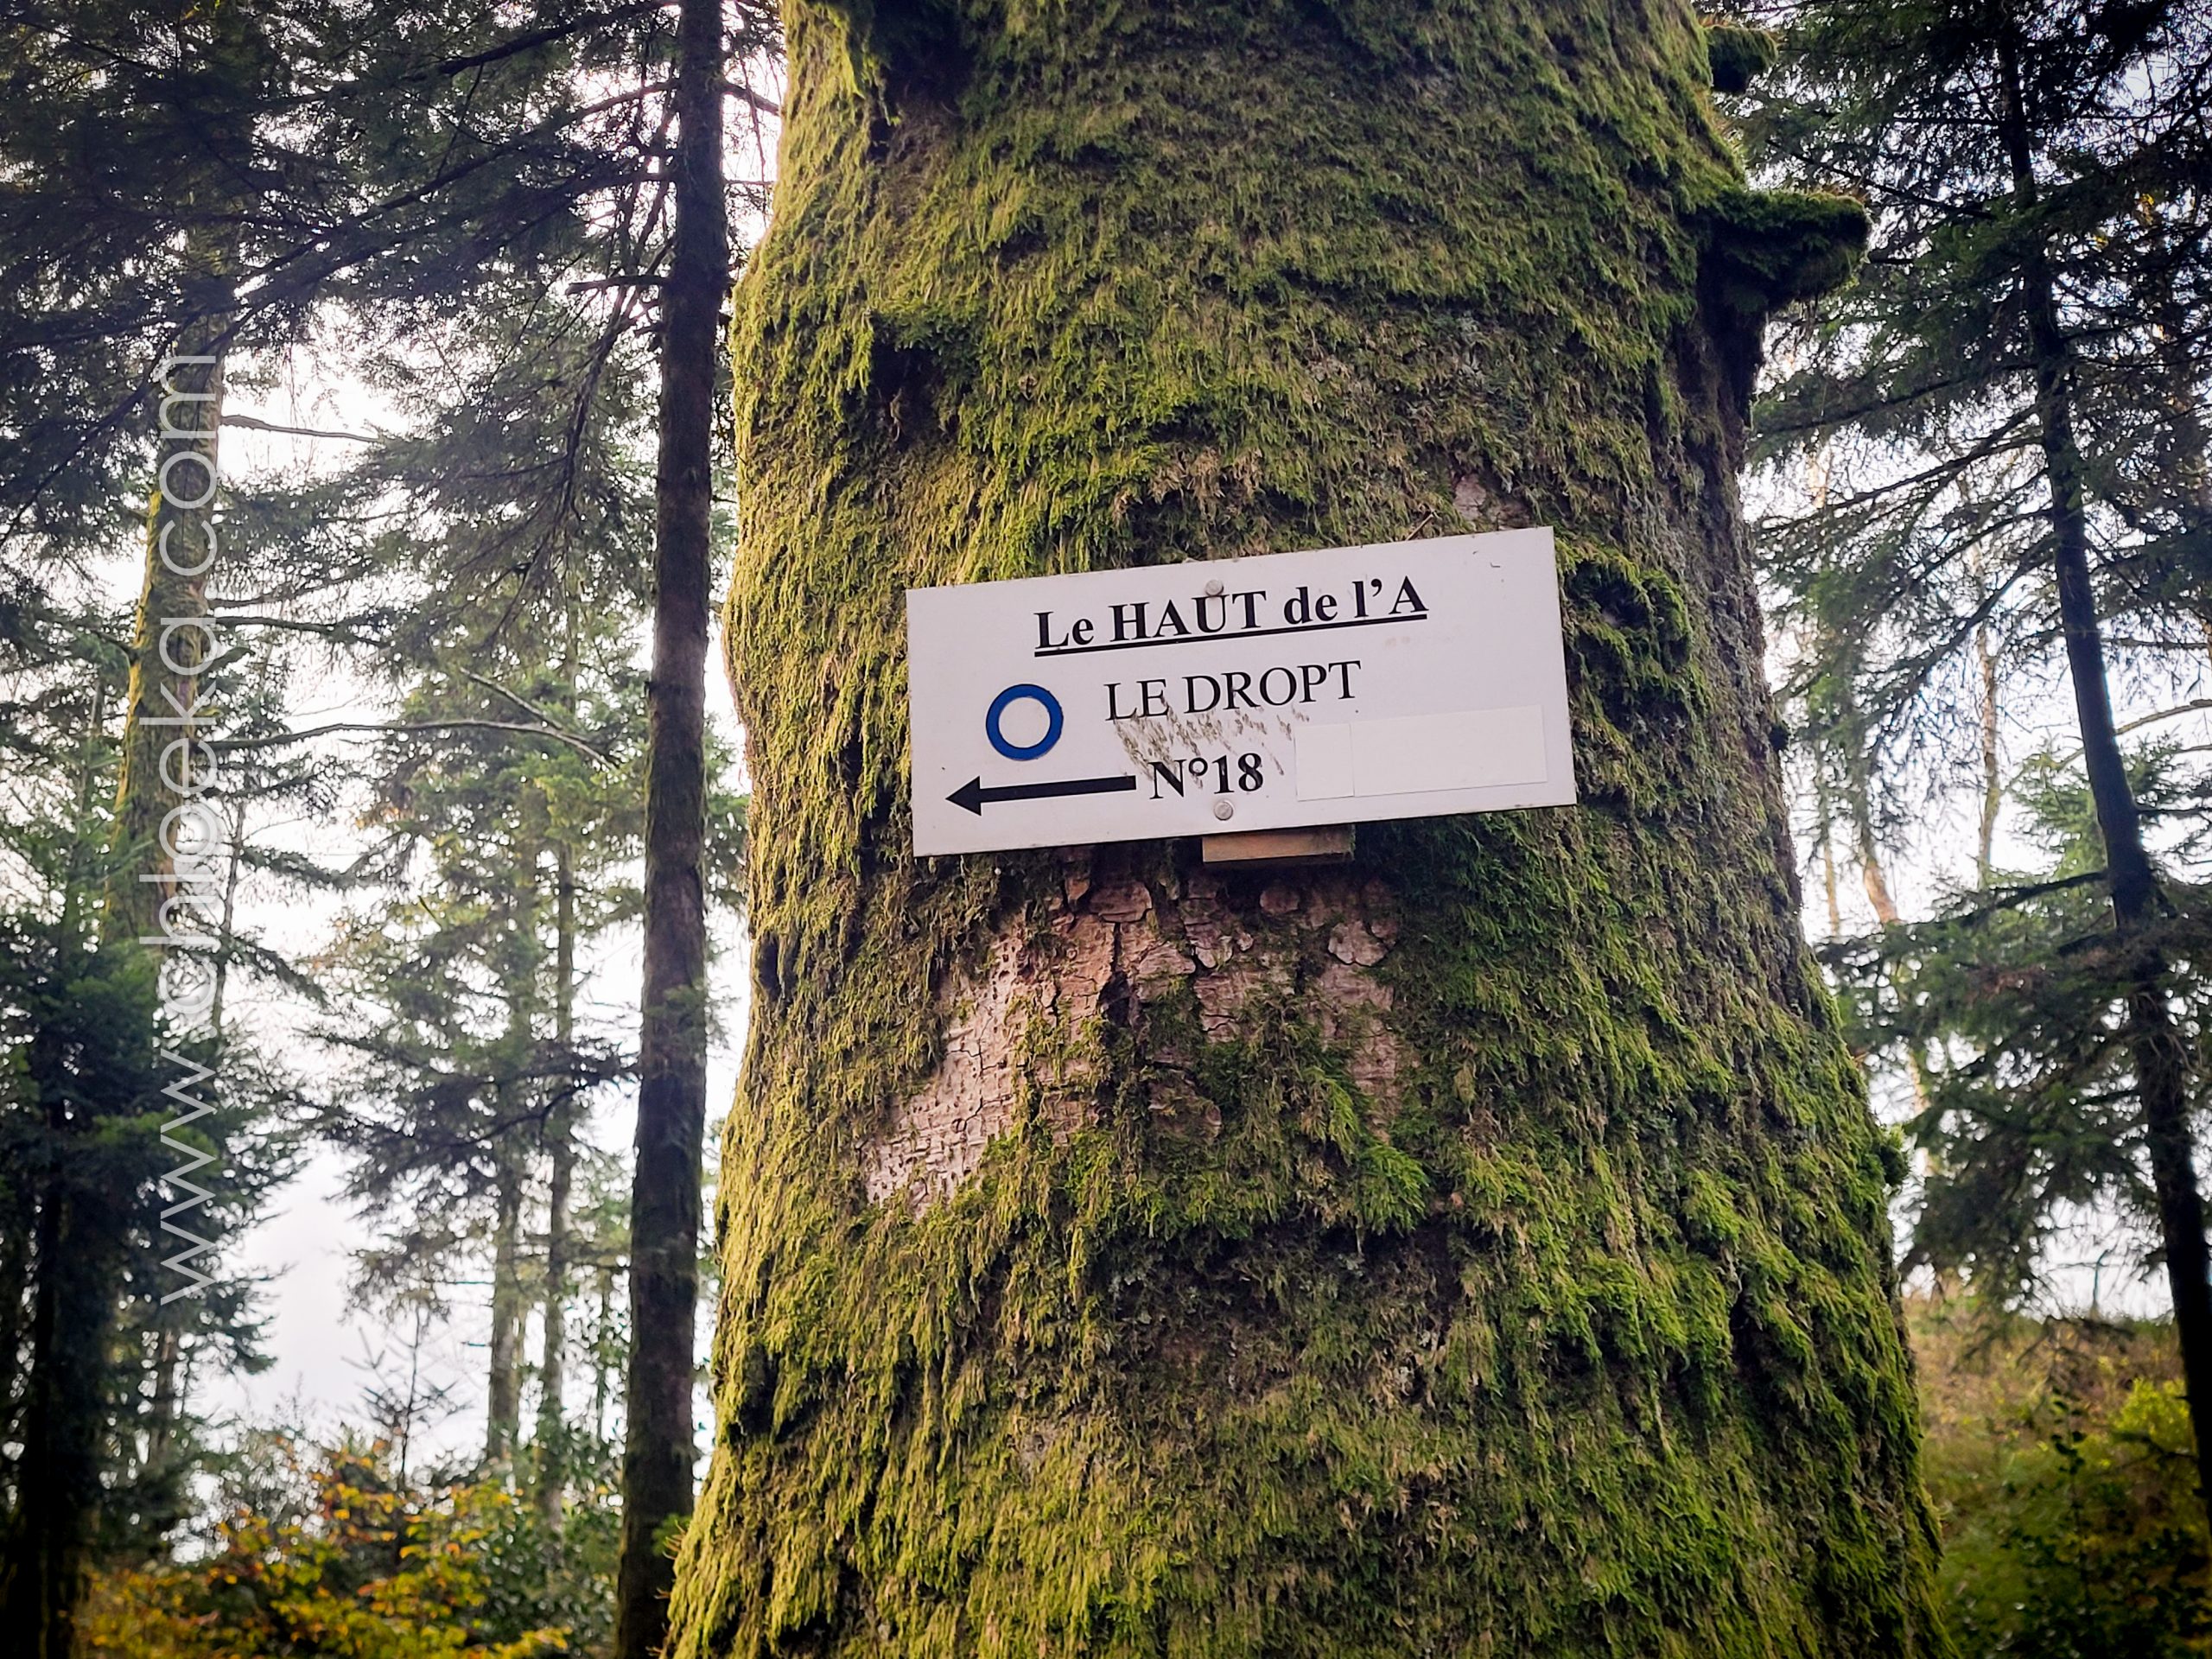 Le HAUT de l’A
LE DROPT
N°18
www.chloeka.com